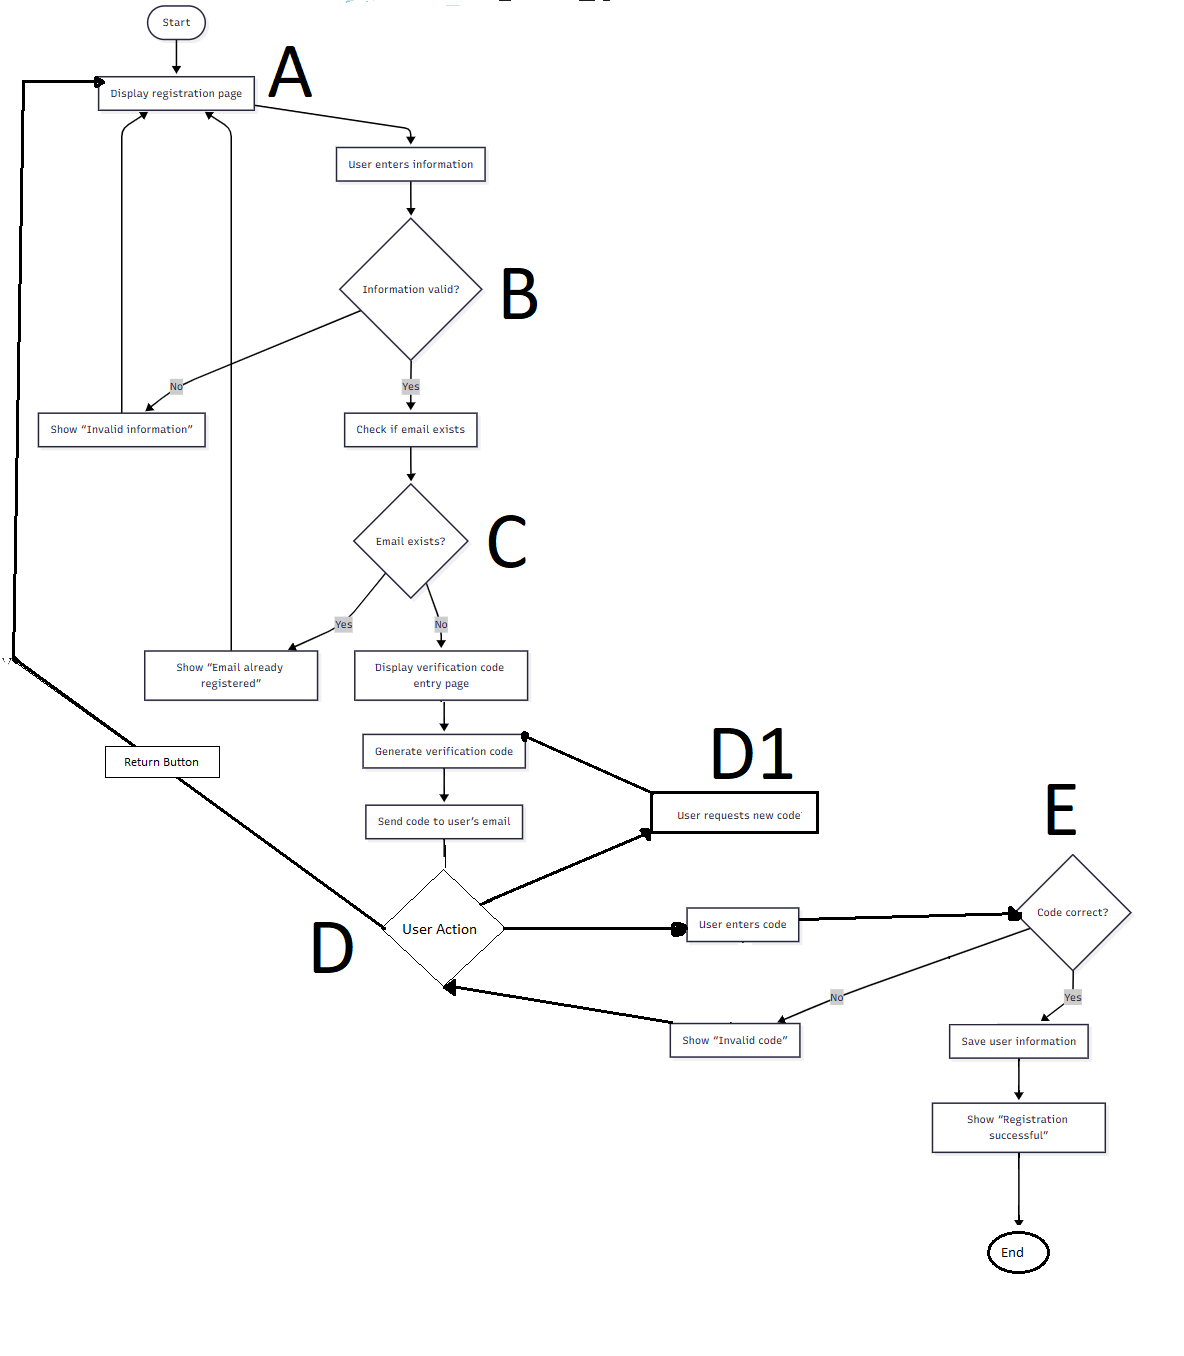 Start
A
Display registration page
User enters information
Information valid?
B
No
Yes
Show “Invalid information”
Check if email exists
Email exists?
C
Yes
No
Show “Email already
registered”
Display verification code
entry page
Generate verification code
D1
Return Button
User requests new code
Send code to user’s email
E
User Action
D
User enters code
Code correct?
No
Yes
Show “Invalid code”
Save user information
Show “Registration
successful”
End